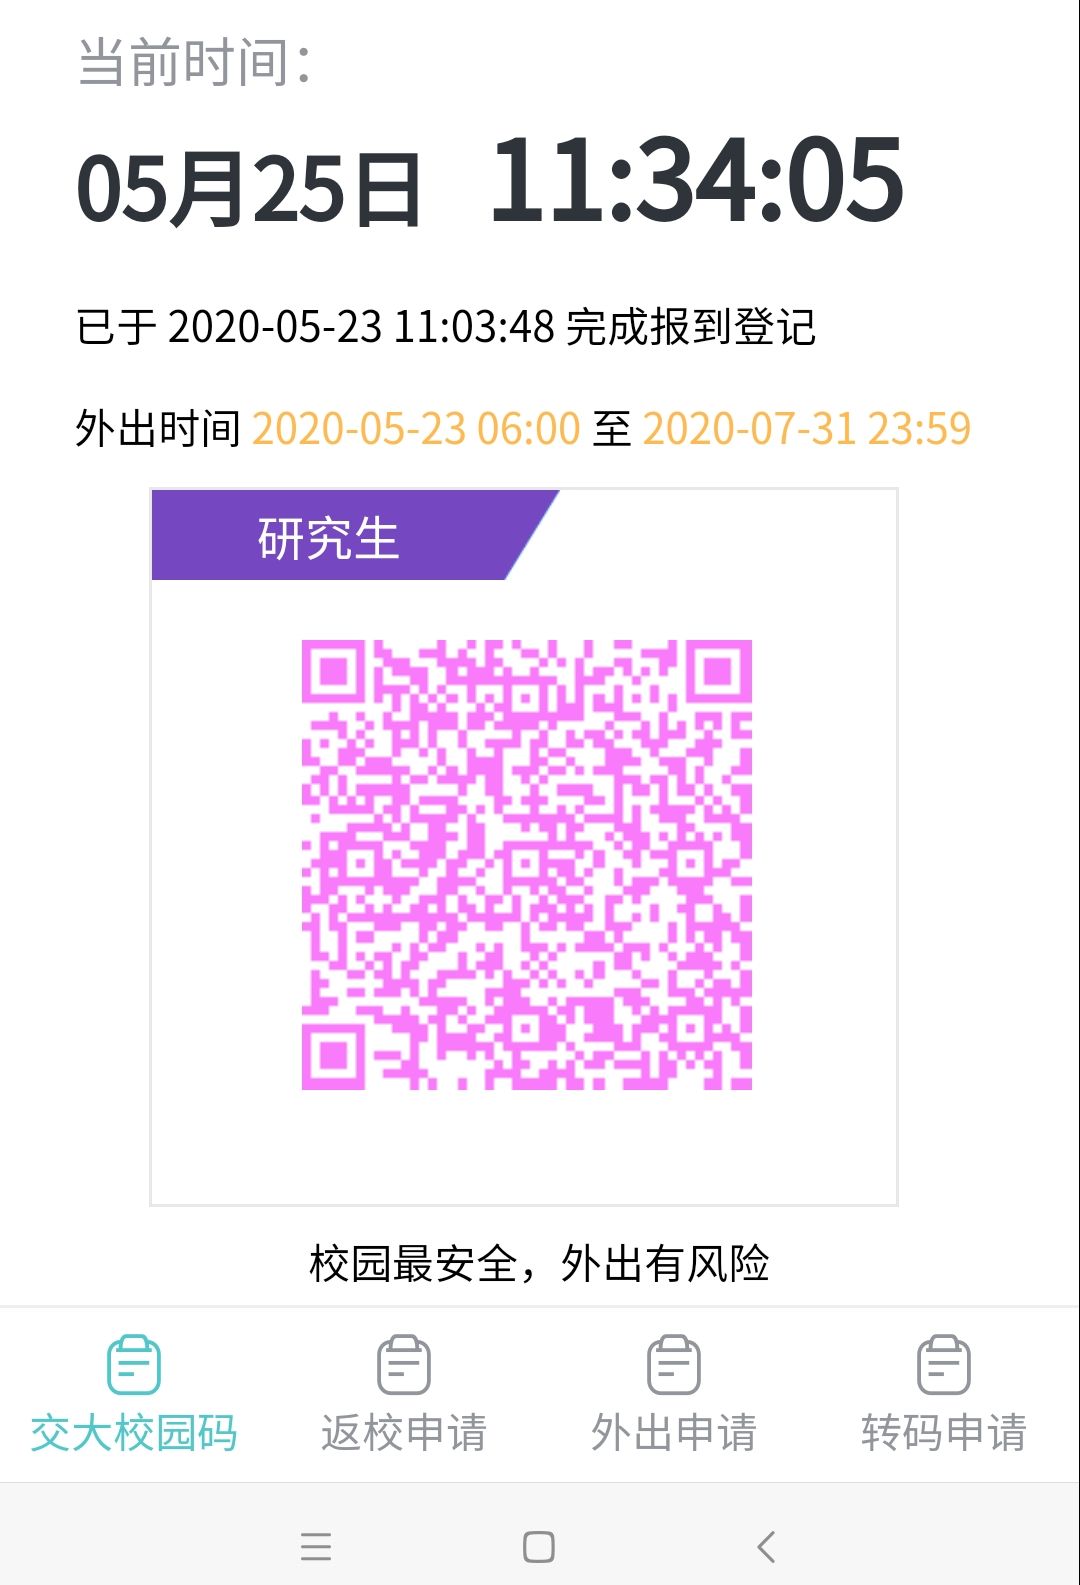 当前时间:
05月25日 11:34:05
已于 2020-05-23 11:03:48 完成报到登记
外出时间 2020-05-23 06:00 至 2020-07-31 23:59
研究生
校园最安全，外出有风险
交大校园码 返校申请 外出申请 转码申请